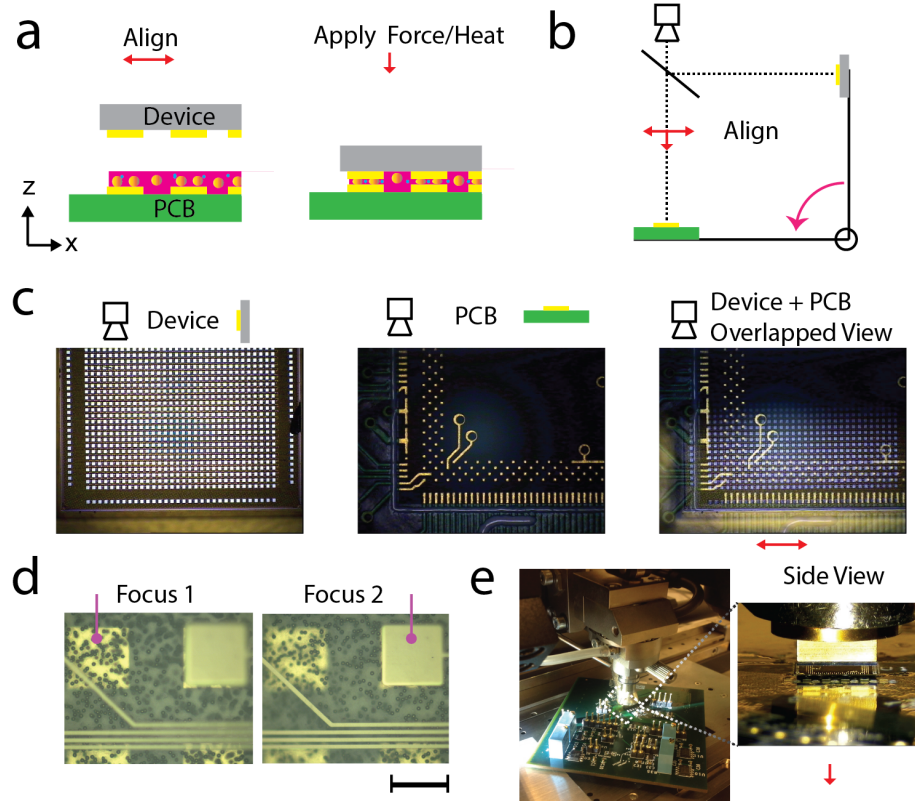 a
Align
Apply Force/Heat
Device
PCB
z
x
b
Align
c
Device
PCB
Device + PCB
Overlapped View
d
Focus 1
Focus 2
e
Side View